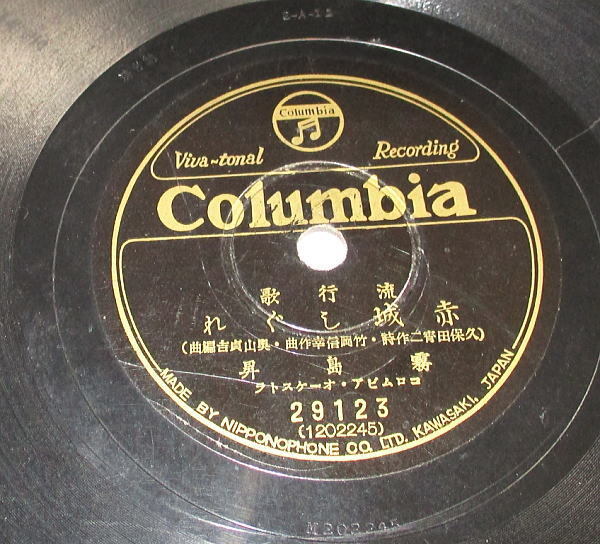 Columbia
Viva-tonal Recording
Columbia
流行歌
赤城しぐれ
(久保田宵二作詩・竹岡信幸作曲・奥山貞吉編曲)
霧島昇
コロムビア・オーケストラ
29123
(1202245)
MADE BY NIPPONOPHONE CO. LTD. KAWASAKI, JAPAN
M202245